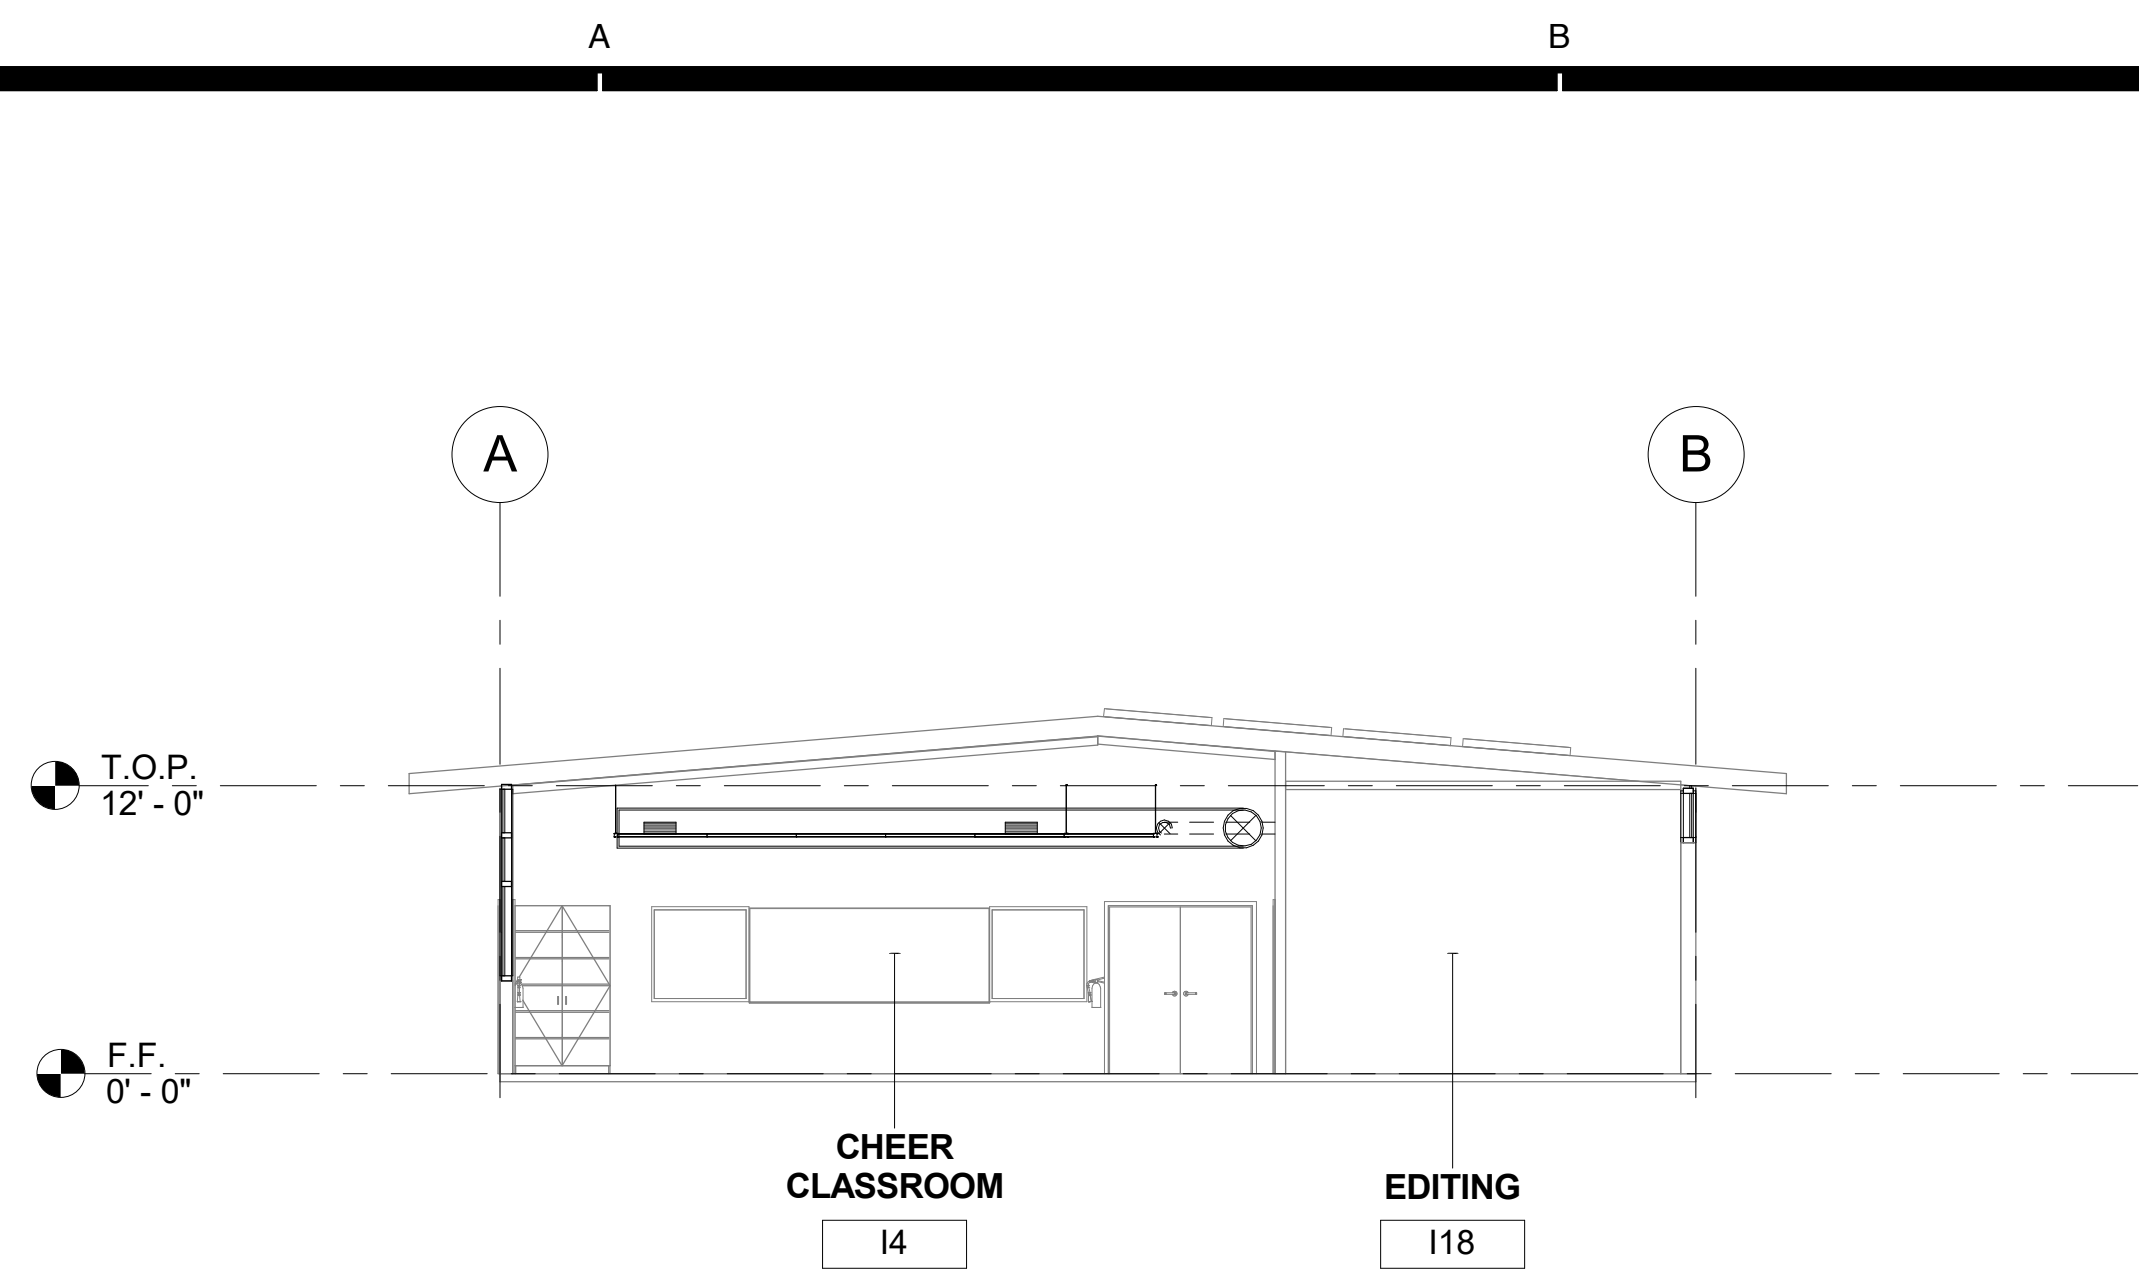 A
B
A
B
T.O.P.
12' - 0"
F.F.
0' - 0"
CHEER
CLASSROOM
I4
EDITING
I18